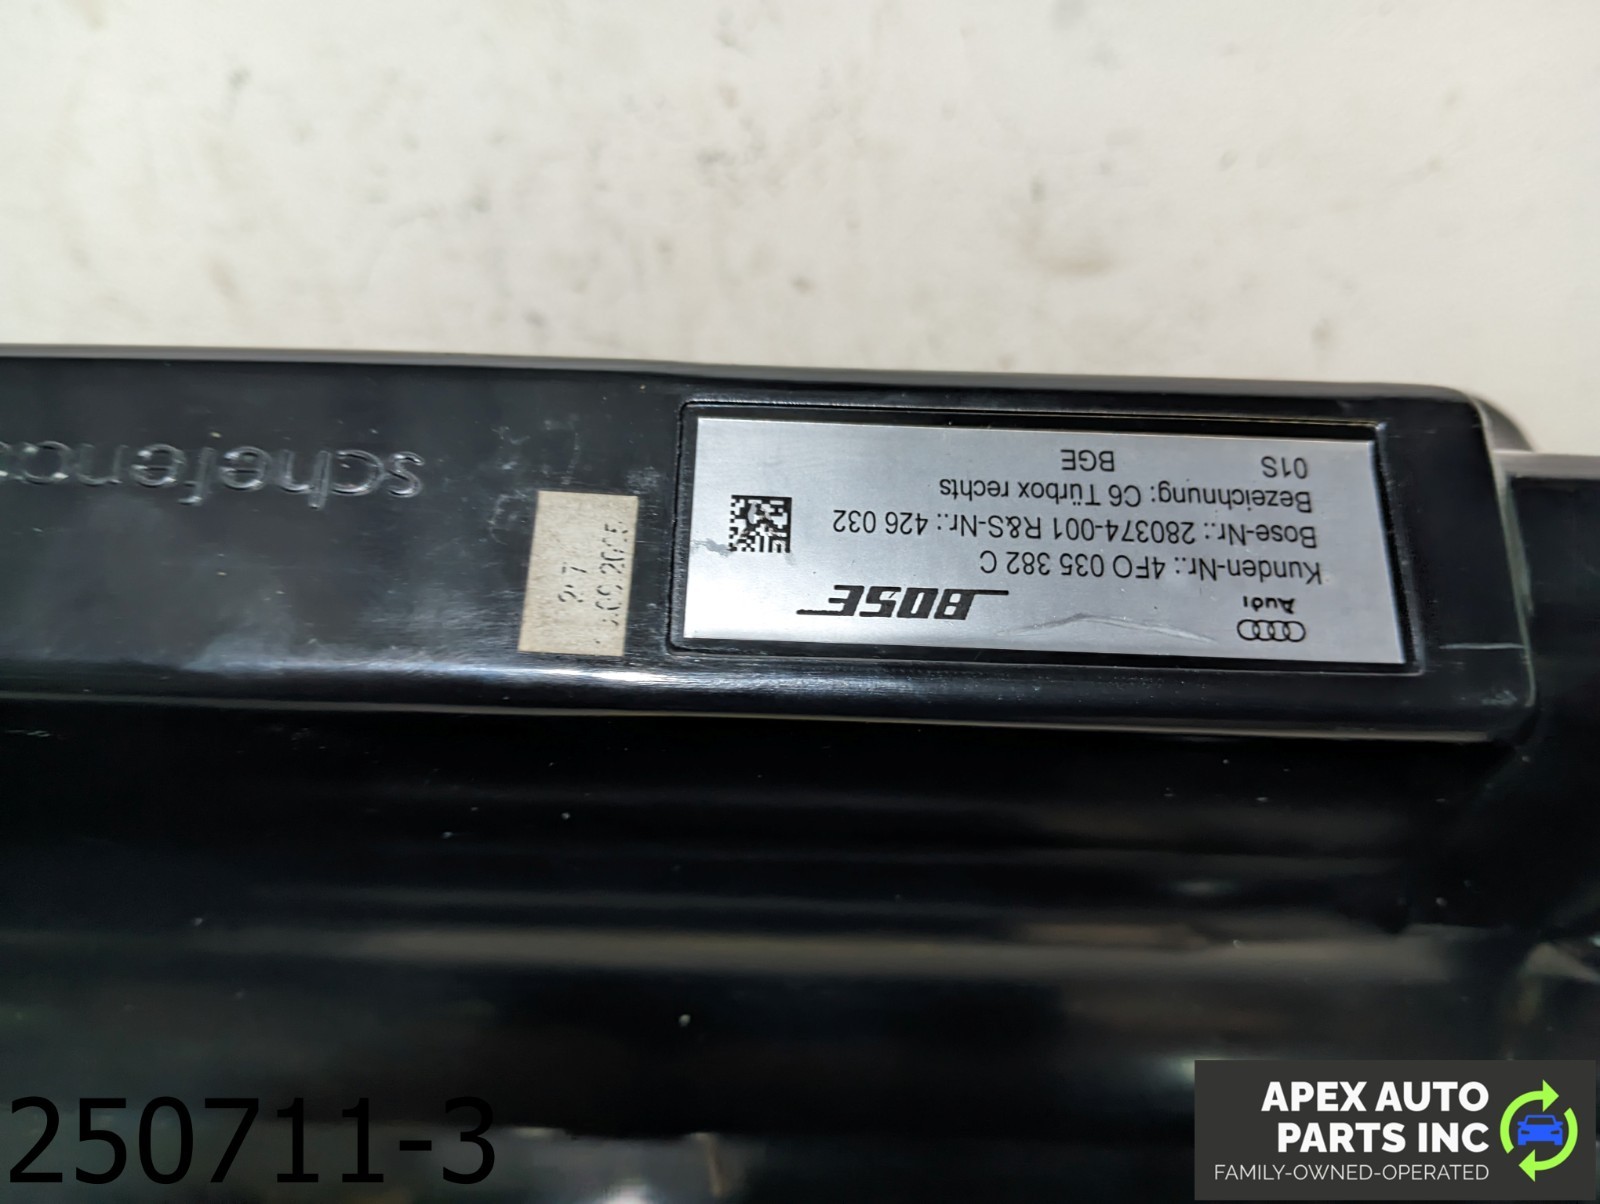 Audi
BOSE
Kunden-Nr.: 4FO 035 382 C
Bose-Nr.: 280374-001 R&S-Nr.: 426 032
Bezeichnung: C6 Türbox rechts
01S BGE
250711-3
APEX AUTO
PARTS INC
FAMILY-OWNED-OPERATED